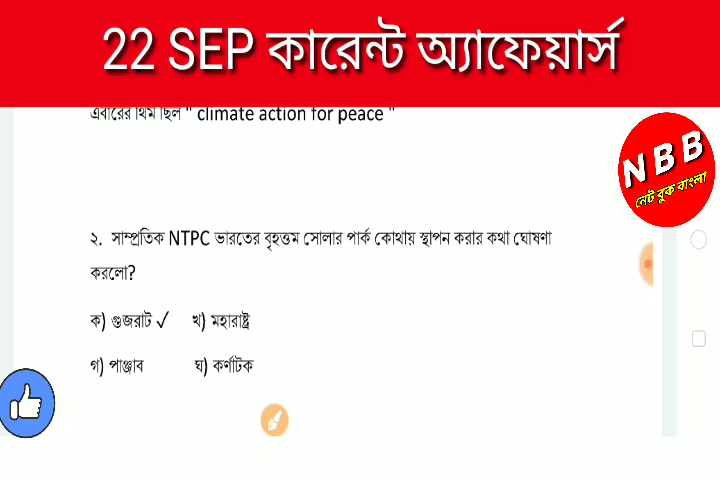 22 SEP কারেন্ট অ্যাফেয়ার্স
এবারের থিম ছিল " climate action for peace "
NBB
নেট বুক বাংলা
২. সাম্প্রতিক NTPC ভারতের বৃহত্তম সোলার পার্ক কোথায় স্থাপন করার কথা ঘোষণা
করলো?
ক) গুজরাট ✓ খ) মহারাষ্ট্র
গ) পাঞ্জাব ঘ) কর্ণাটক